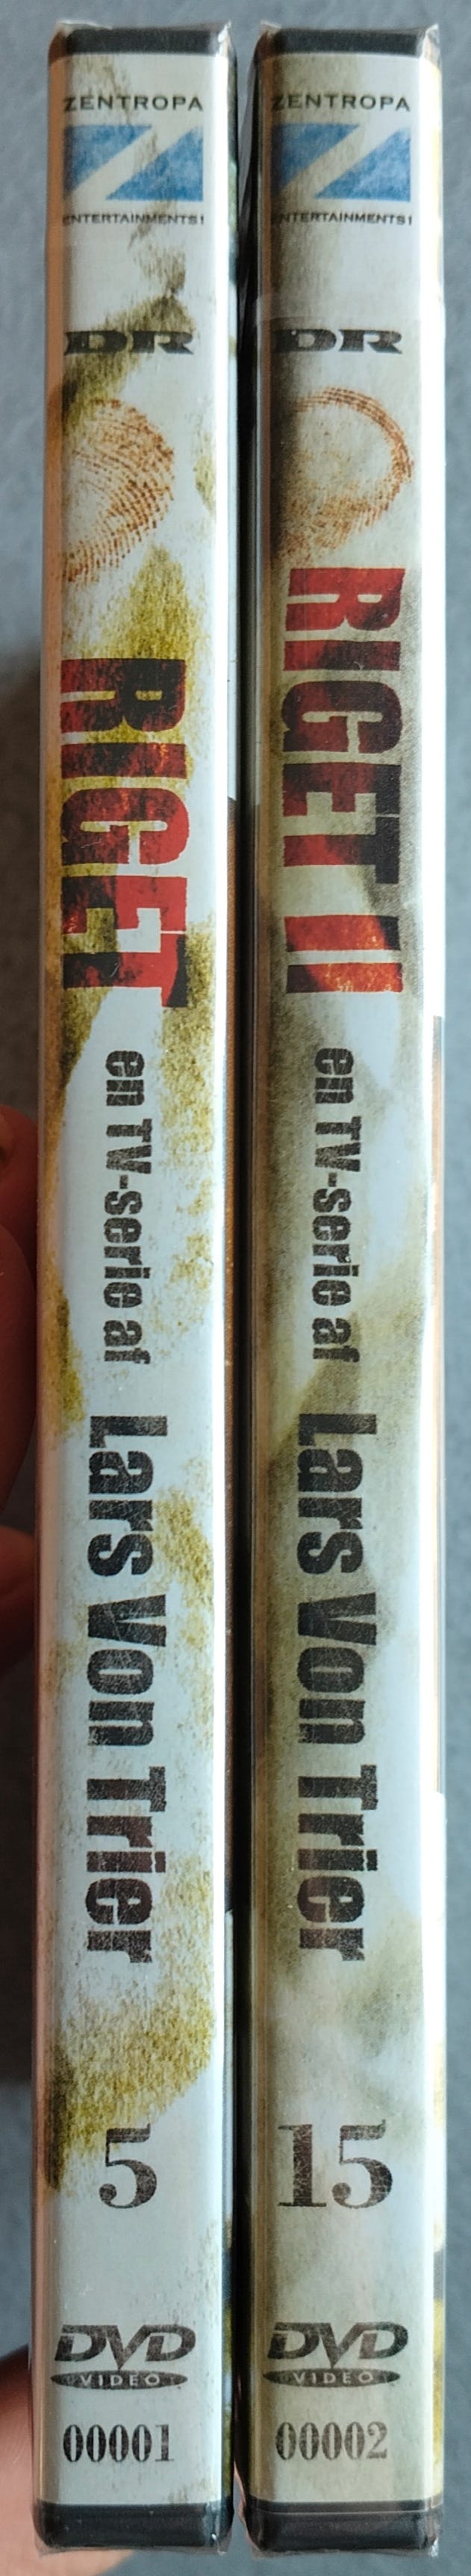 ZENTROPA
ENTERTAINMENTS1
DR
RIGET
en TV-serie af
Lars von Trier
5
DVD
VIDEO
00001
ZENTROPA
ENTERTAINMENTS1
DR
RIGET II
en TV-serie af
Lars von Trier
15
DVD
VIDEO
00002